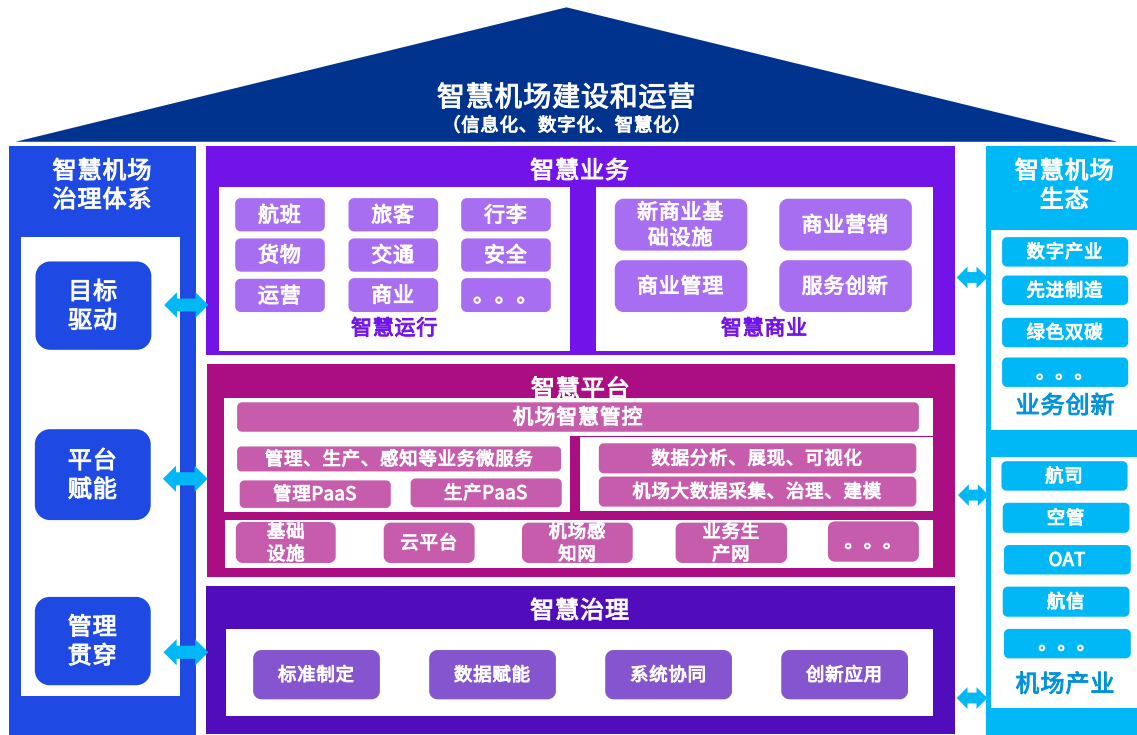 智慧机场建设和运营
（信息化、数字化、智慧化）
智慧机场
治理体系
目标
驱动
平台
赋能
管理
贯穿
智慧业务
航班
旅客
行李
货物
交通
安全
运营
商业
。。。
智慧运行
新商业基
础设施
商业营销
商业管理
服务创新
智慧商业
智慧平台
机场智慧管控
管理、生产、感知等业务微服务
管理PaaS
生产PaaS
数据分析、展现、可视化
机场大数据采集、治理、建模
基础
设施
云平台
机场感
知网
业务生
产网
。。。
智慧治理
标准制定
数据赋能
系统协同
创新应用
智慧机场
生态
数字产业
先进制造
绿色双碳
。。。
业务创新
航司
空管
OAT
航信
。。。
机场产业